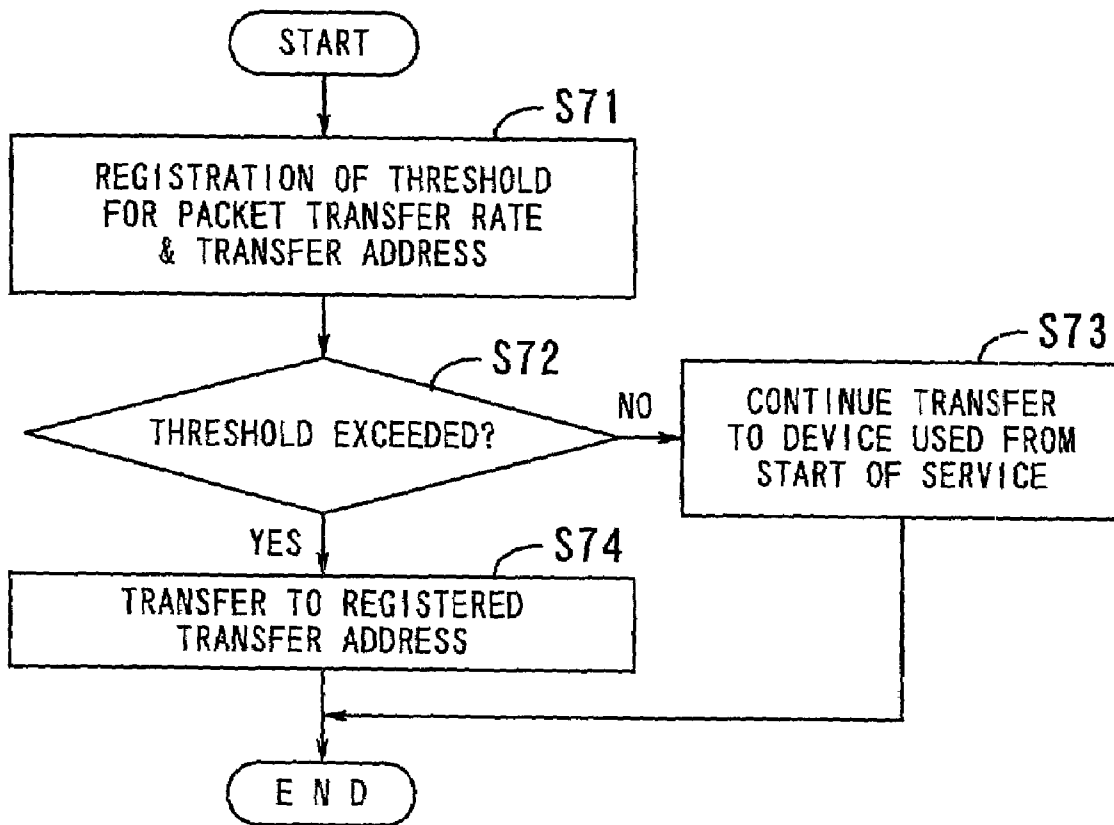 START
S71
REGISTRATION OF THRESHOLD
FOR PACKET TRANSFER RATE
& TRANSFER ADDRESS
S72
THRESHOLD EXCEEDED?
NO
S73
CONTINUE TRANSFER
TO DEVICE USED FROM
START OF SERVICE
YES
S74
TRANSFER TO REGISTERED
TRANSFER ADDRESS
END